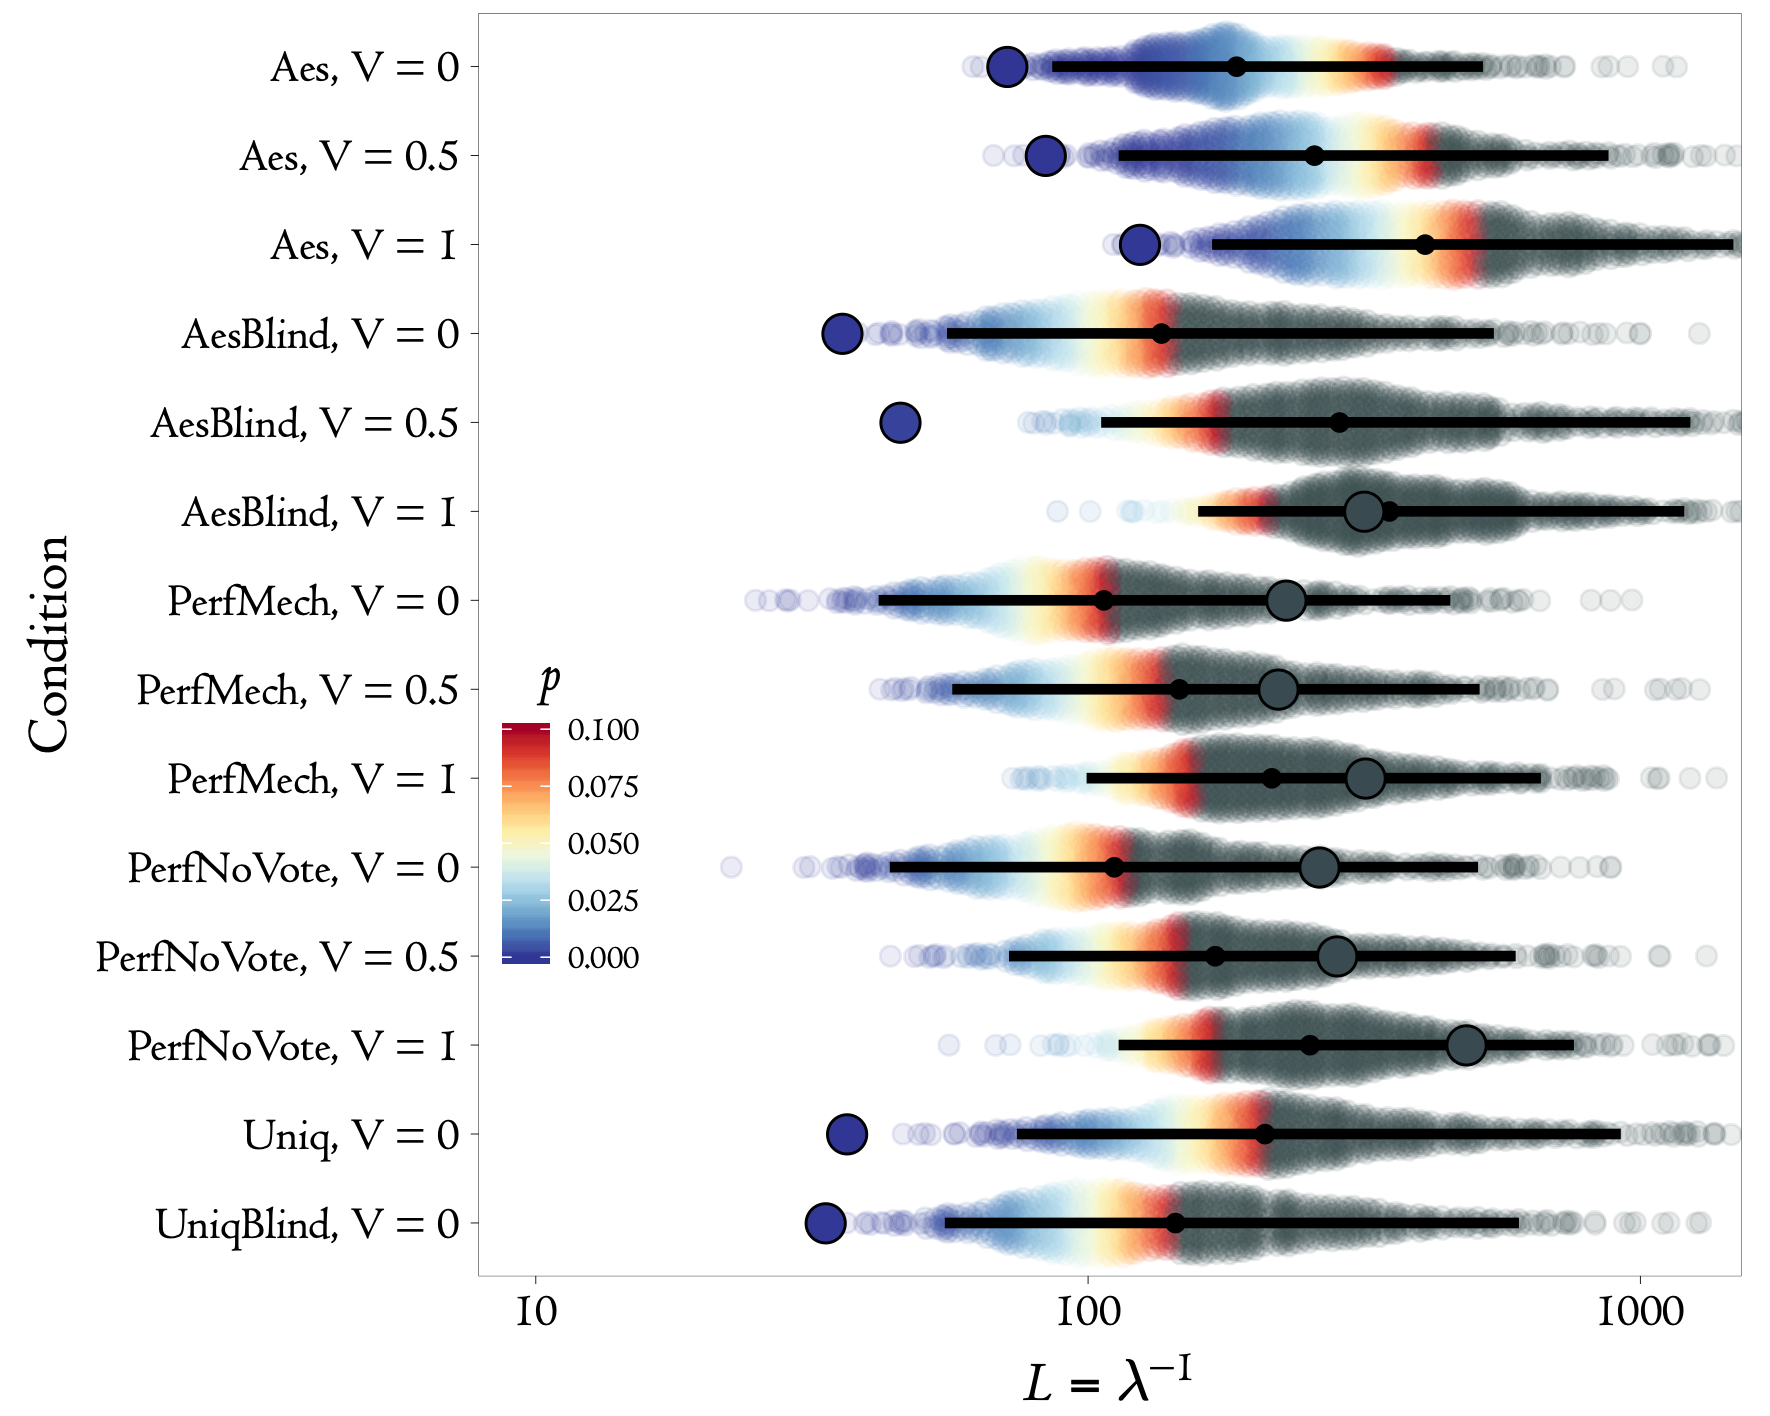 Aes, V = 0
Aes, V = 0.5
Aes, V = 1
AesBlind, V = 0
AesBlind, V = 0.5
AesBlind, V = 1
PerfMech, V = 0
PerfMech, V = 0.5
PerfMech, V = 1
PerfNoVote, V = 0
PerfNoVote, V = 0.5
PerfNoVote, V = 1
Uniq, V = 0
UniqBlind, V = 0
Condition
p
0.100
0.075
0.050
0.025
0.000
10
100
1000
L = λ⁻¹